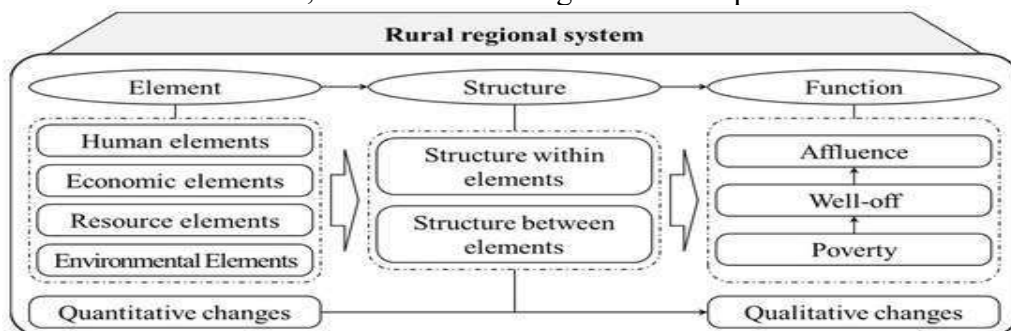 Rural regional system
Element
Structure
Function
Human elements
Economic elements
Resource elements
Environmental Elements
Structure within
elements
Structure between
elements
Affluence
Well-off
Poverty
Quantitative changes
Qualitative changes